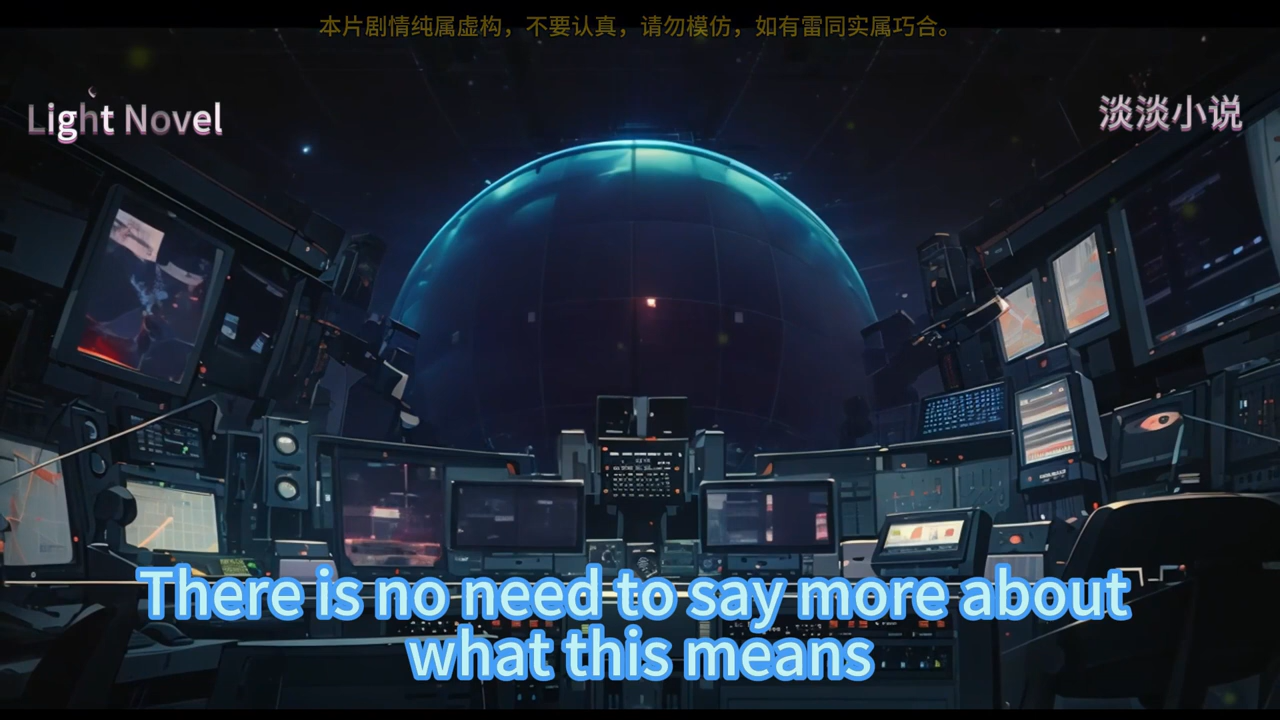 本片剧情纯属虚构，不要认真，请勿模仿，如有雷同实属巧合。
Light Novel
淡淡小说
There is no need to say more about
what this means